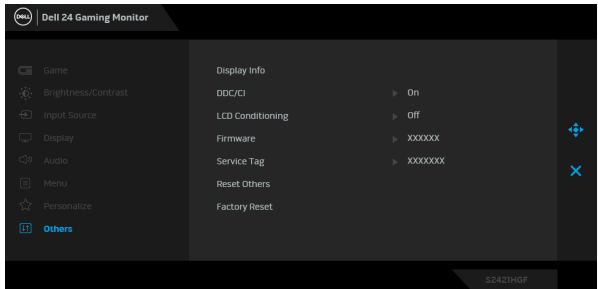 DELL Dell 24 Gaming Monitor
Game
Brightness/Contrast
Input Source
Display
Audio
Menu
Personalize
Others
Display Info
DDC/CI On
LCD Conditioning Off
Firmware XXXXXX
Service Tag XXXXXXX
Reset Others
Factory Reset
S2421HGF